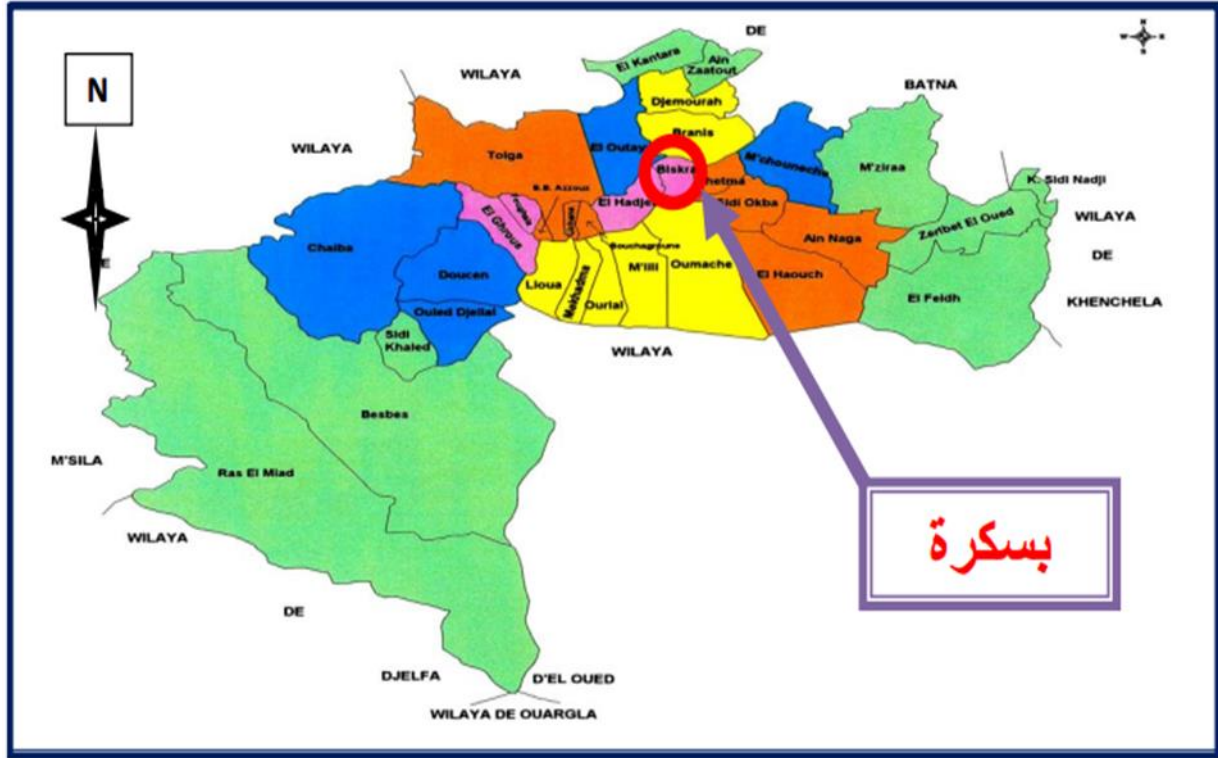 DE
WILAYA
N
W
E
N
S
El Kantara
Ain
Zaatout
BATNA
Djemourah
WILAYA
Branis
Tolga
El Outaya
M'chouneche
M'ziraa
Biskra
hetma
K. Sidi Nadji
B.B. Azzouz
El Hadjeb
Sidi Okba
El Ghrous
WILAYA
Zeribet El Oued
Ain Naga
Chaiba
Bouchagroune
DE
E
M'lili
Oumache
Doucen
El Haouch
Lioua
Makhadma
Ourlal
El Feidh
KHENCHELA
Ouled Djellal
Sidi
Khaled
WILAYA
Besbes
M'SILA
Ras El Miad
WILAYA
بسكرة
DE
DJELFA
D'EL OUED
WILAYA DE OUARGLA